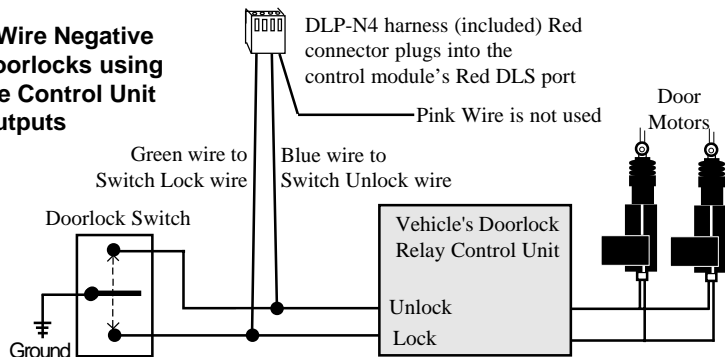 Wire Negative
oorlocks using
e Control Unit
utputs
DLP-N4 harness (included) Red
connector plugs into the
control module's Red DLS port
Pink Wire is not used
Door
Motors
Green wire to
Switch Lock wire
Blue wire to
Switch Unlock wire
Doorlock Switch
Vehicle's Doorlock
Relay Control Unit
Unlock
Lock
Ground